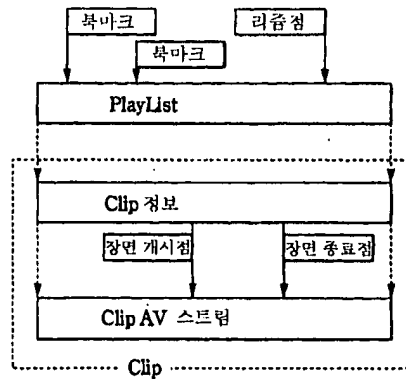 북마크
리쥼점
북마크
PlayList
Clip 정보
장면 개시점
장면 종료점
Clip AV 스트림
Clip